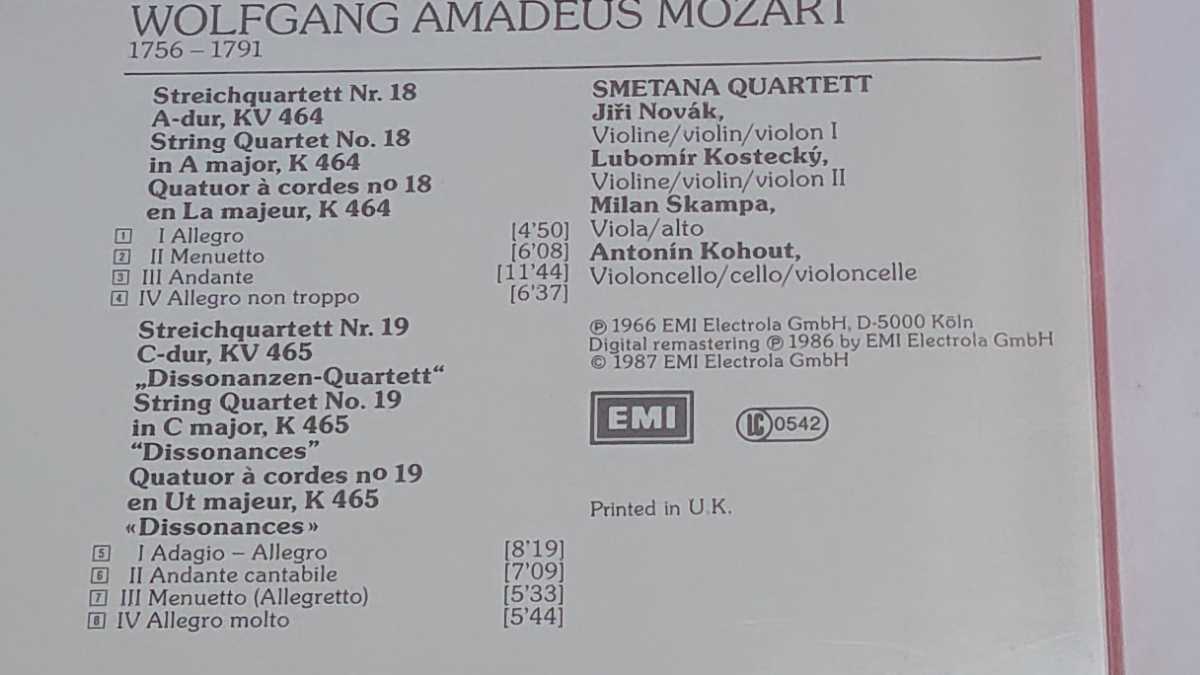 WOLFGANG AMADEUS MOZART
1756 – 1791
Streichquartett Nr. 18
A-dur, KV 464
String Quartet No. 18
in A major, K 464
Quatuor à cordes no 18
en La majeur, K 464
1 I Allegro [4'50]
2 II Menuetto [6'08]
3 III Andante [11'44]
4 IV Allegro non troppo [6'37]
Streichquartett Nr. 19
C-dur, KV 465
„Dissonanzen-Quartett“
String Quartet No. 19
in C major, K 465
“Dissonances”
Quatuor à cordes no 19
en Ut majeur, K 465
«Dissonances»
5 I Adagio – Allegro [8'19]
6 II Andante cantabile [7'09]
7 III Menuetto (Allegretto) [5'33]
8 IV Allegro molto [5'44]
SMETANA QUARTETT
Jiři Novák,
Violine/violin/violon I
Lubomír Kostecký,
Violine/violin/violon II
Milan Skampa,
Viola/alto
Antonín Kohout,
Violoncello/cello/violoncelle
℗ 1966 EMI Electrola GmbH, D-5000 Köln
Digital remastering ℗ 1986 by EMI Electrola GmbH
© 1987 EMI Electrola GmbH
EMI
LC 0542
Printed in U.K.